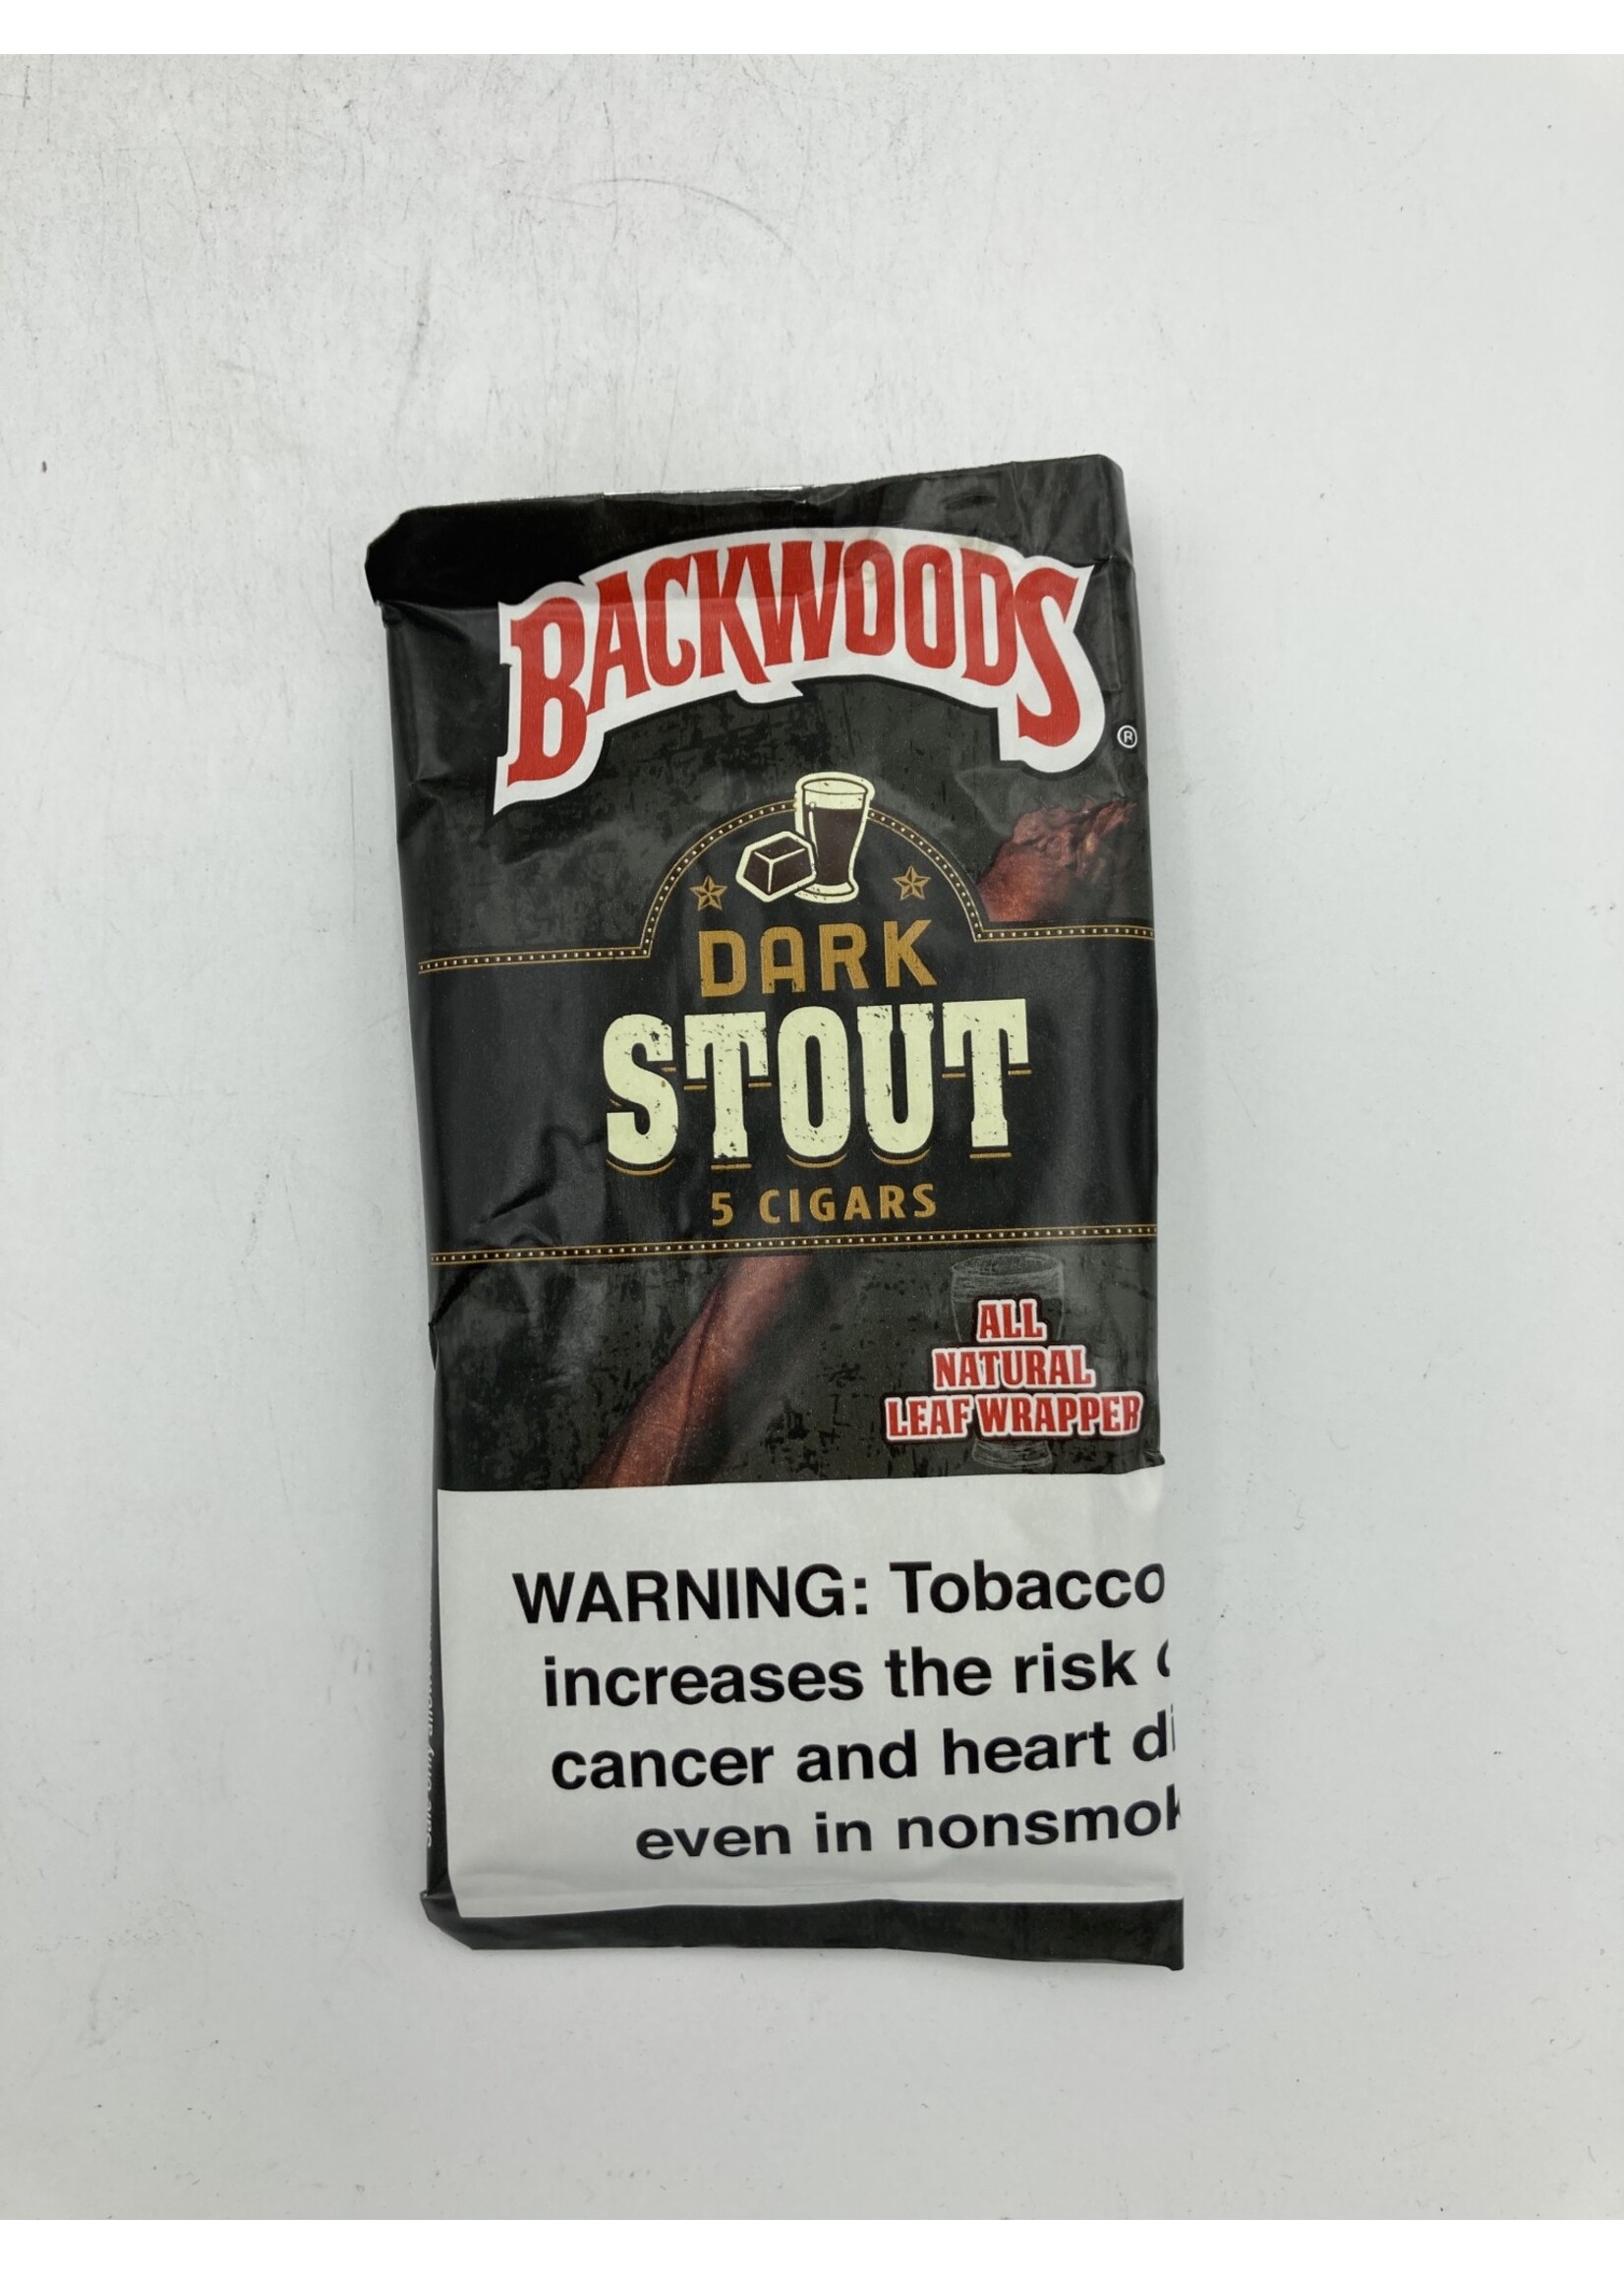 BACKWOODS
®
DARK
STOUT
5 CIGARS
ALL
NATURAL
LEAF WRAPPER
WARNING: Tobacco
increases the risk
cancer and heart
even in